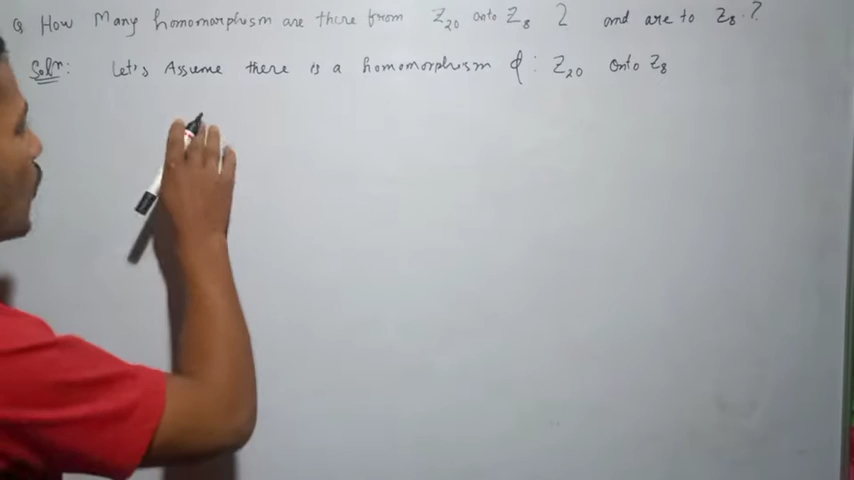 Q How Many homomorphism are there from Z20 onto Z8 2 and are to Z8.?
Soln: Let's Assume there is a homomorphism ϕ: Z20 onto Z8